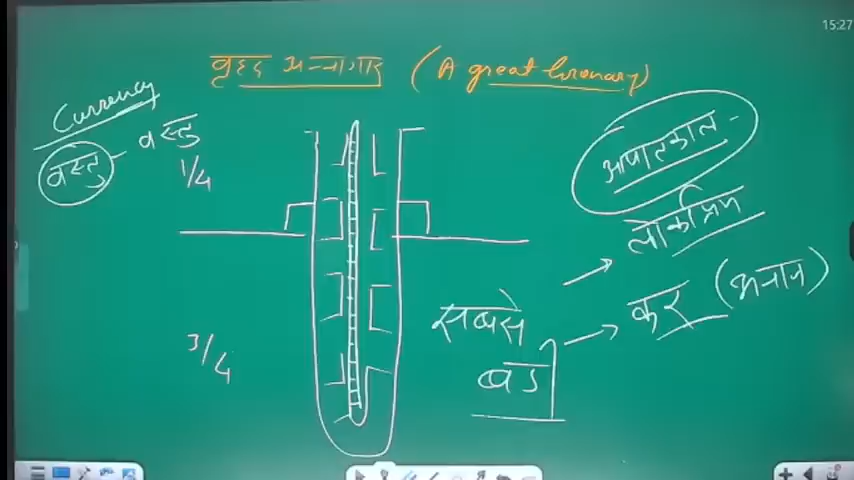 15:27
वृहद अन्नागार (A great Granary)
Currency
वस्तु - वस्तु
1/4
3/4
आपातकाल -
लोकप्रिय
→ कर (अनाज)
सबसे
बडा